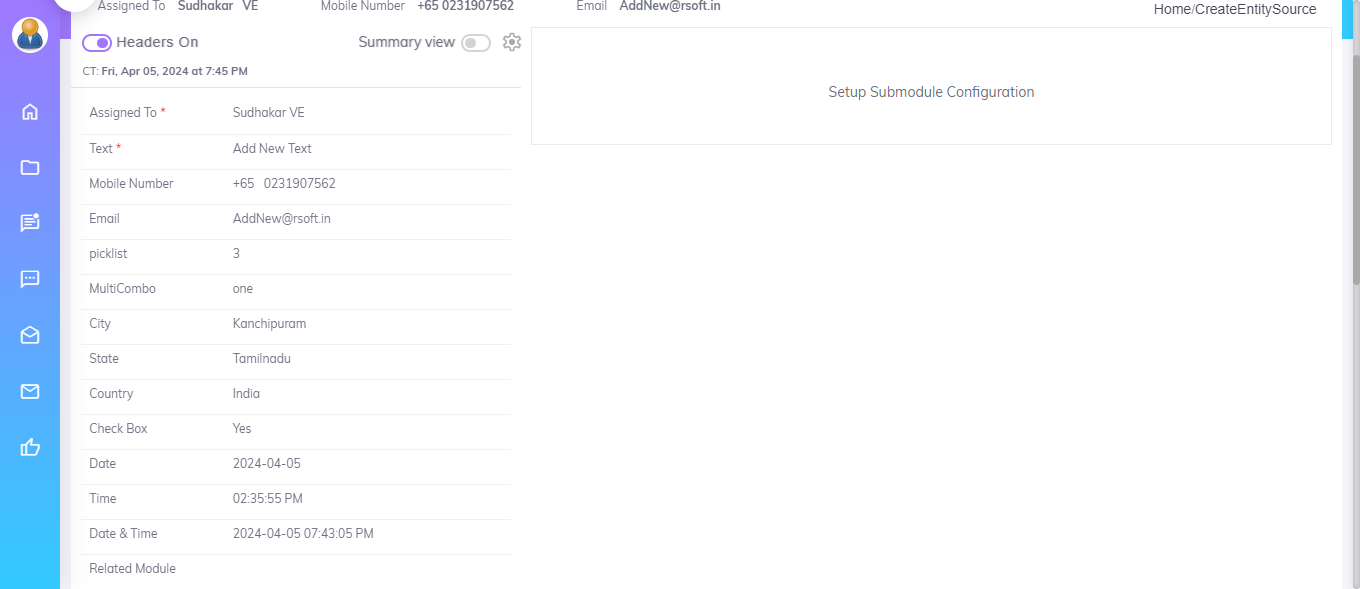 Assigned To Sudhakar VE Mobile Number +65 0231907562 Email AddNew@rsoft.in Home/CreateEntitySource
Headers On Summary view
CT: Fri, Apr 05, 2024 at 7:45 PM
Setup Submodule Configuration
Assigned To * Sudhakar VE
Text * Add New Text
Mobile Number +65 0231907562
Email AddNew@rsoft.in
picklist 3
MultiCombo one
City Kanchipuram
State Tamilnadu
Country India
Check Box Yes
Date 2024-04-05
Time 02:35:55 PM
Date & Time 2024-04-05 07:43:05 PM
Related Module